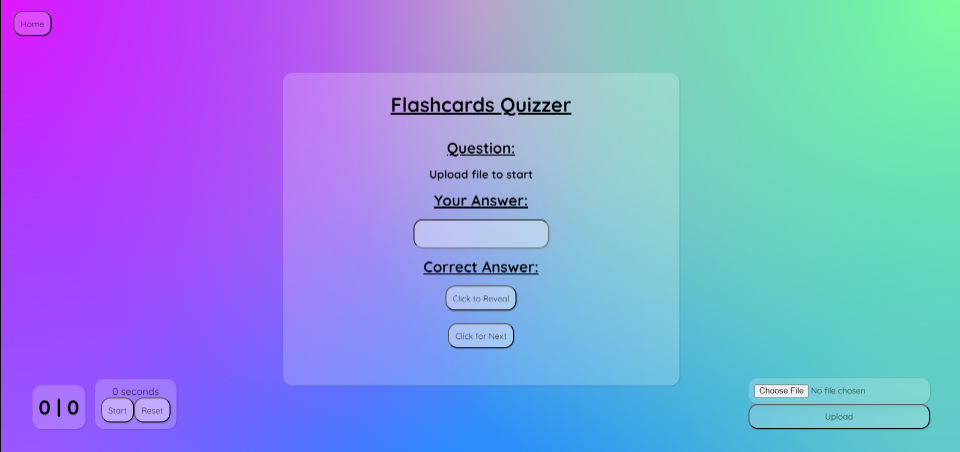 Home
Flashcards Quizzer
Question:
Upload file to start
Your Answer:
Correct Answer:
Click to Reveal
Click for Next
0 | 0
0 seconds
Start Reset
Choose File No file chosen
Upload